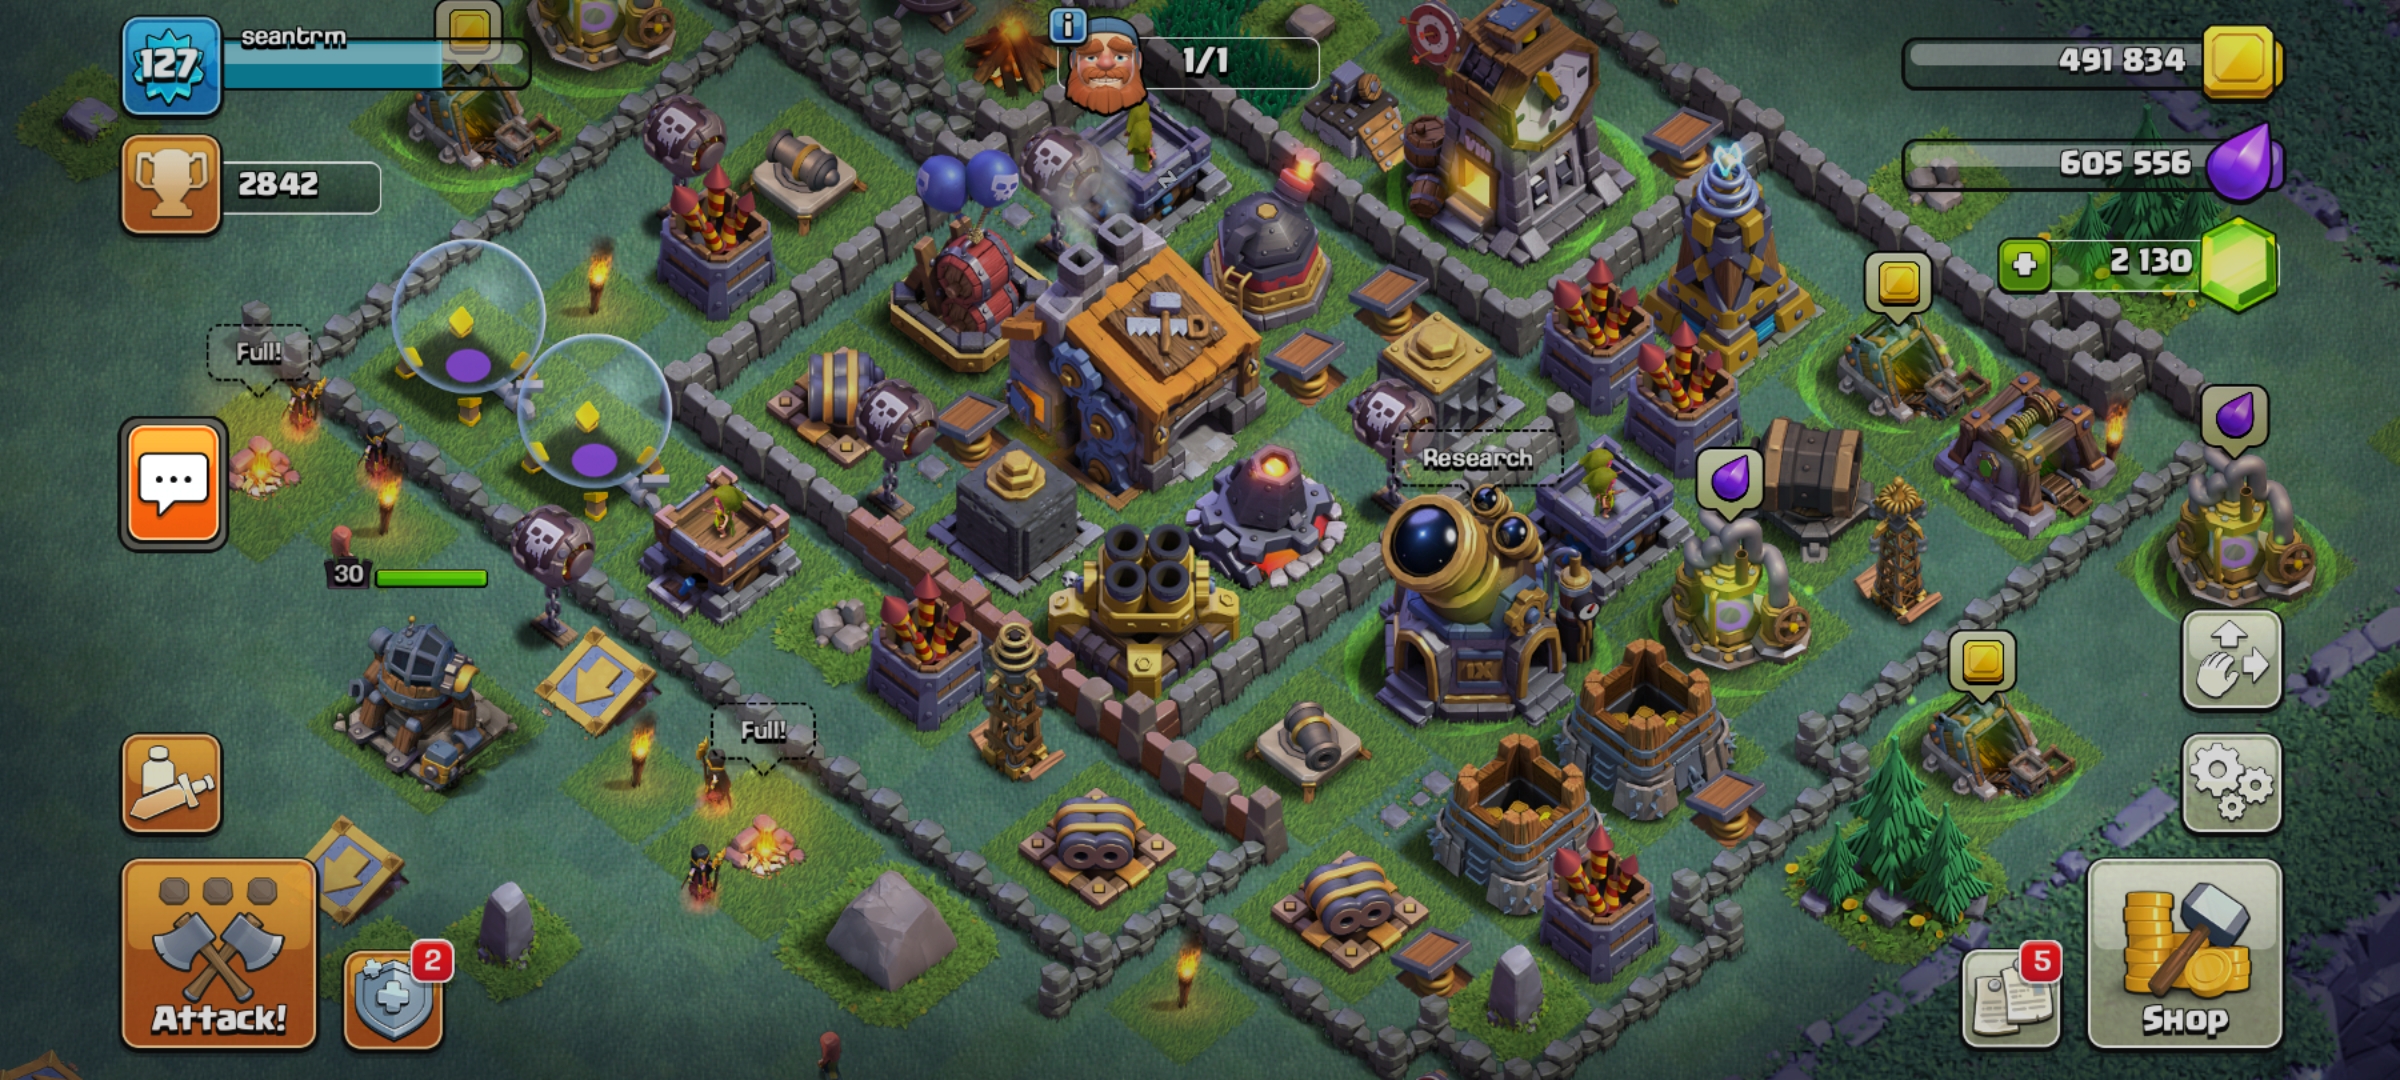 127
seantrm
1/1
491 834
2842
605 556
2 130
VIII
Full!
Research
30
IX
Full!
2
5
Attack!
Shop